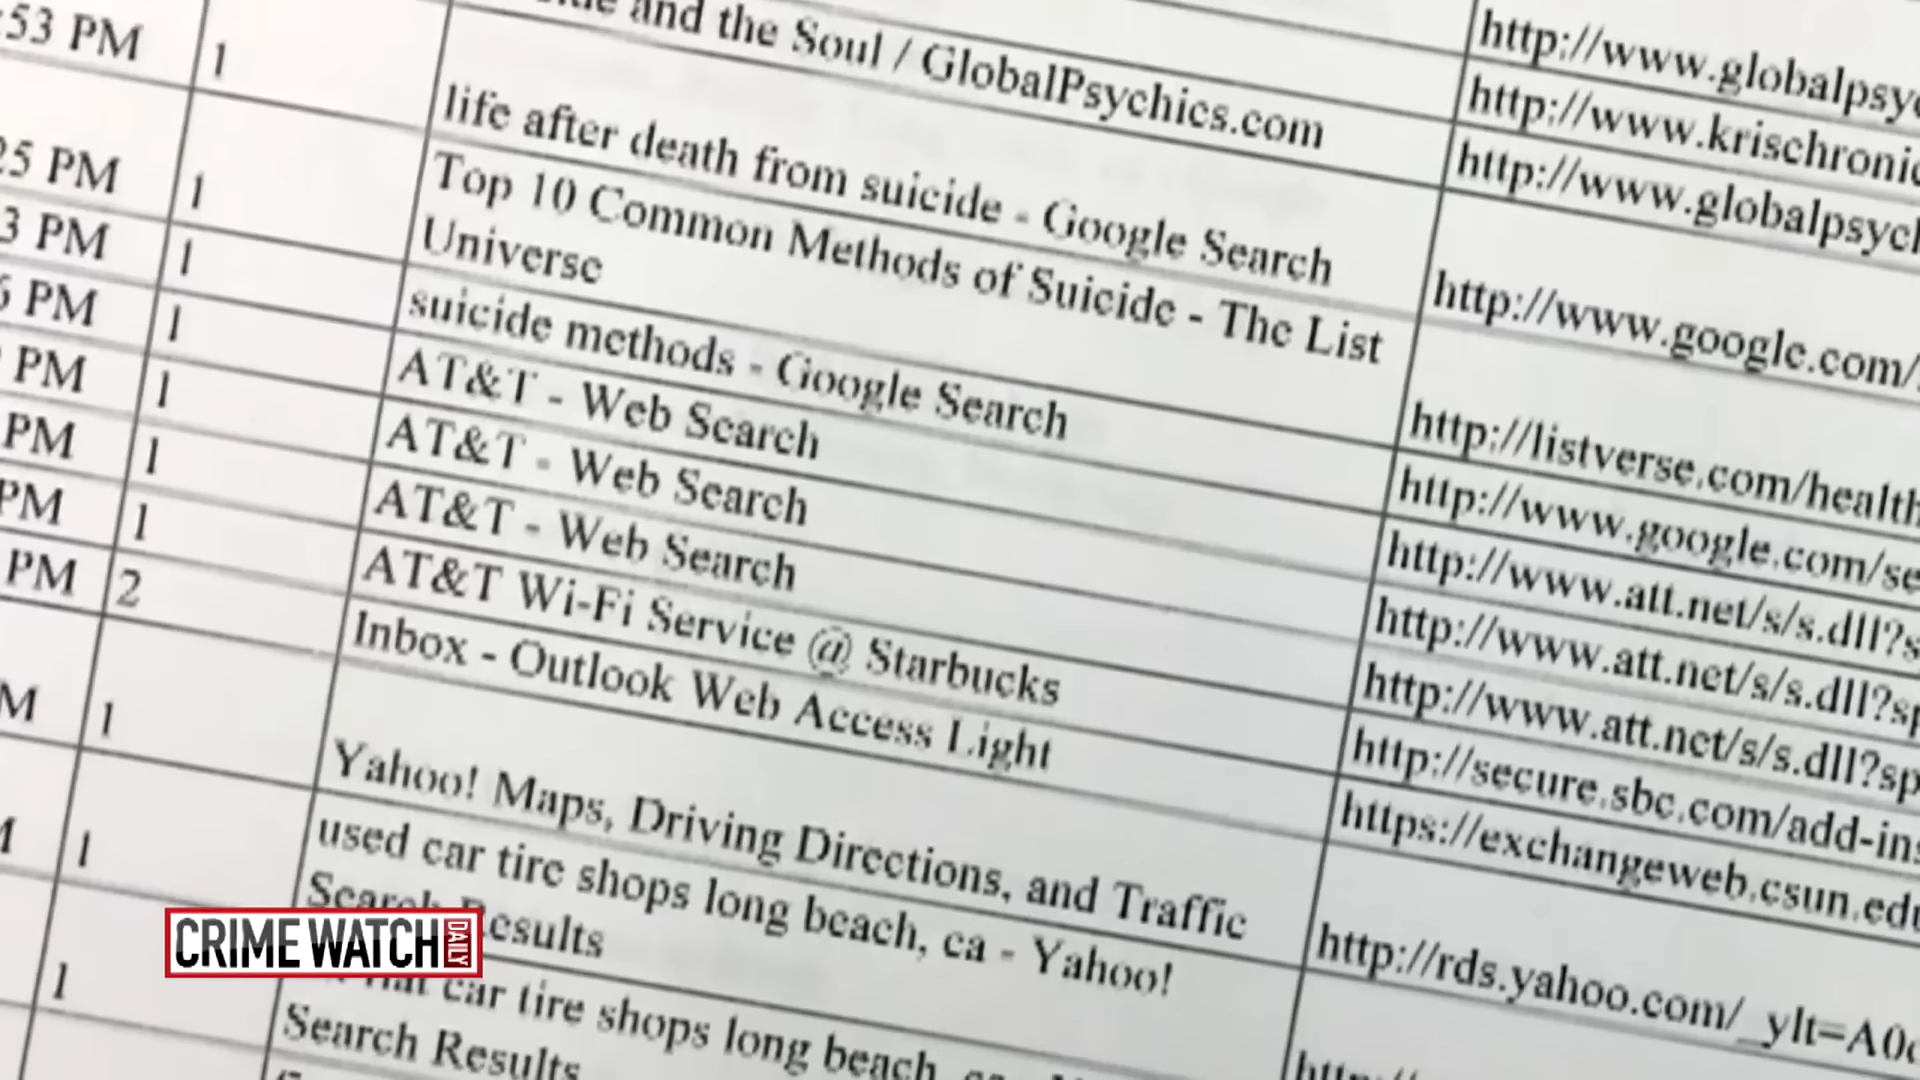 :53 PM 1 and the Soul / GlobalPsychics.com http://www.globalpsyc
http://www.krischronic
http://www.globalpsych
25 PM 1 life after death from suicide - Google Search http://www.google.com/
3 PM 1 Top 10 Common Methods of Suicide - The List
Universe http://listverse.com/health
6 PM 1 suicide methods - Google Search http://www.google.com/se
PM 1 AT&T - Web Search http://www.att.net/s/s.dll?s
PM 1 AT&T - Web Search http://www.att.net/s/s.dll?sp
PM 1 AT&T - Web Search http://www.att.net/s/s.dll?sp
PM 2 AT&T Wi-Fi Service @ Starbucks http://secure.sbc.com/add-ins
Inbox - Outlook Web Access Light https://exchangeweb.csun.edu
M 1 Yahoo! Maps, Driving Directions, and Traffic http://rds.yahoo.com/_ylt=A0
1 used car tire shops long beach, ca - Yahoo!
Search Results
1 car tire shops long beach, http://
Search Results
CRIME WATCH DAILY